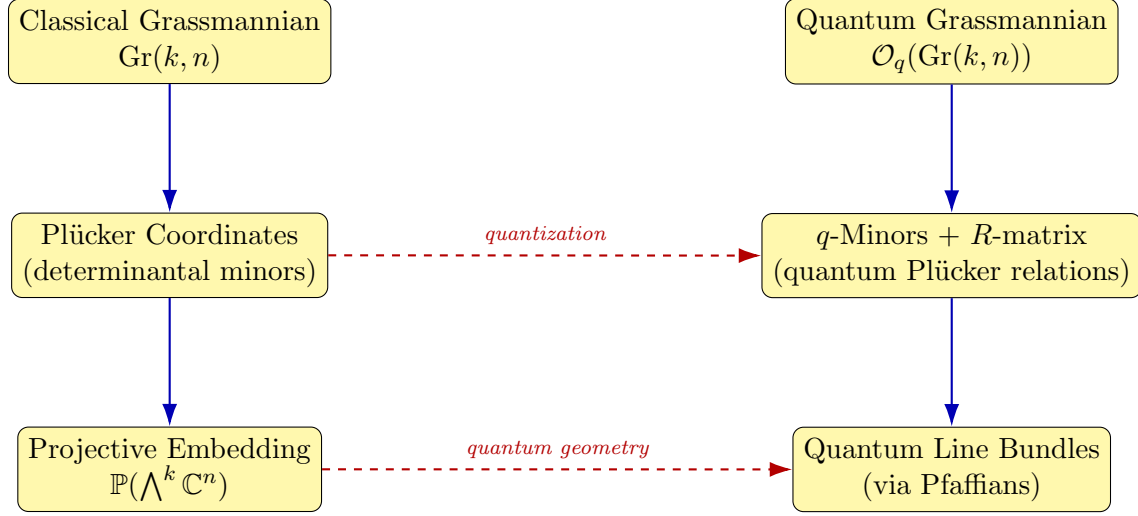 Classical Grassmannian
Gr(k, n)
Quantum Grassmannian
𝒪_q(Gr(k, n))
Plücker Coordinates
(determinantal minors)
quantization
q-Minors + R-matrix
(quantum Plücker relations)
Projective Embedding
ℙ(⋀^k ℂ^n)
quantum geometry
Quantum Line Bundles
(via Pfaffians)